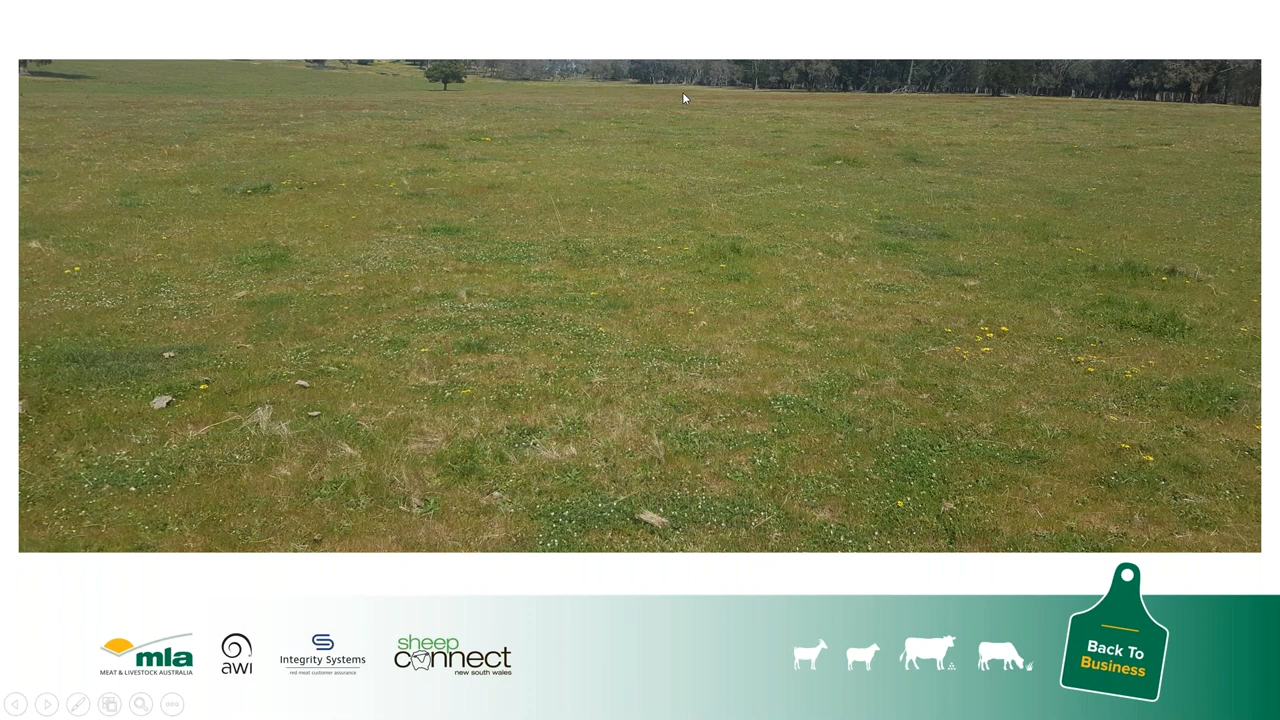 mla
MEAT & LIVESTOCK AUSTRALIA
AWI
Integrity Systems
red meat customer assurance
sheep
connect
new south wales
Back To
Business